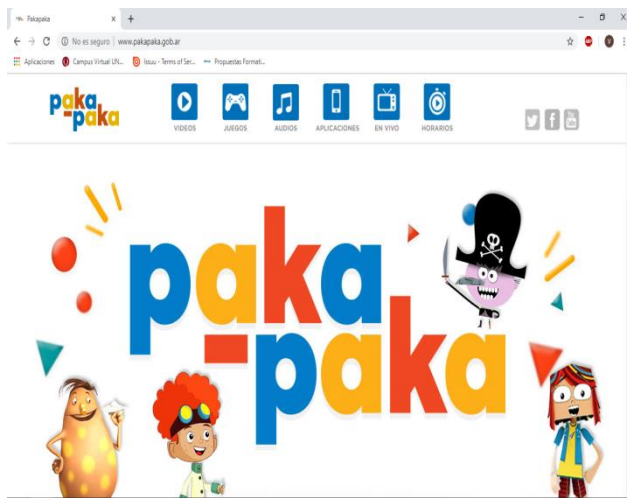 Pakapaka
No es seguro | www.pakapaka.gob.ar
Aplicaciones Campus Virtual UN... Issuu - Terms of Ser... Propuestas Formati...
paka
-paka
VIDEOS JUEGOS AUDIOS APLICACIONES EN VIVO HORARIOS
paka
-paka